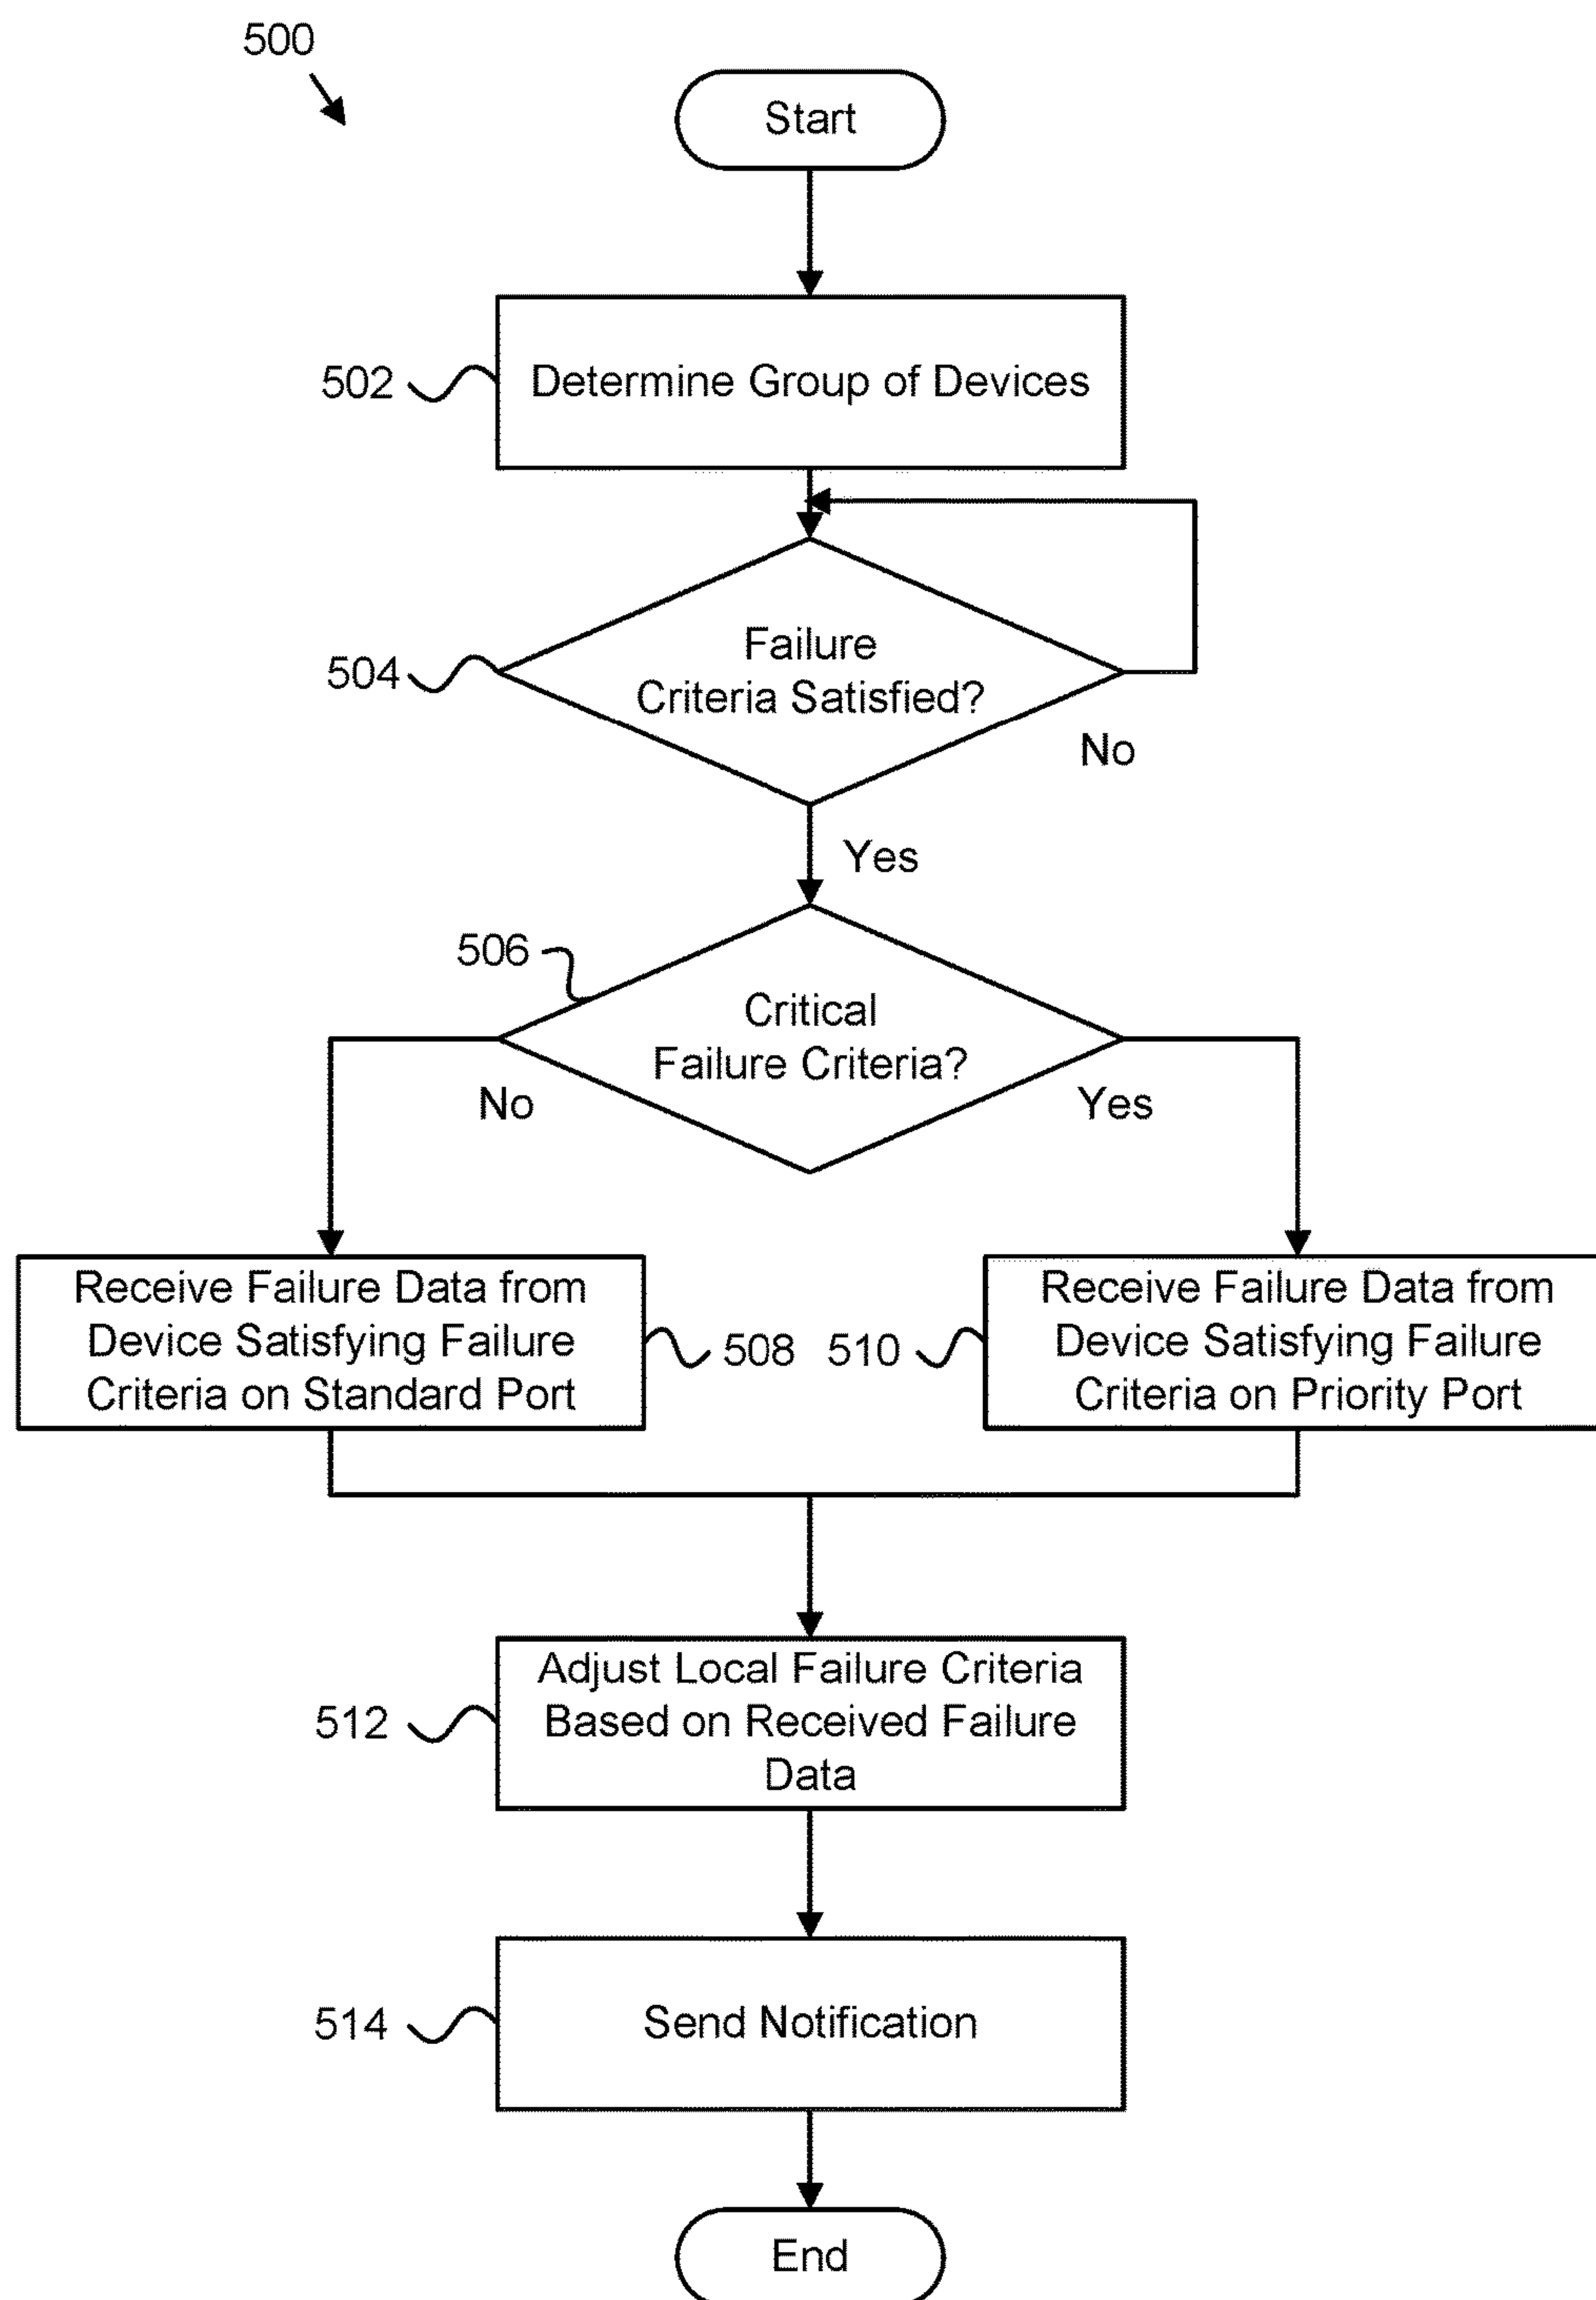 500
Start
502
Determine Group of Devices
504
Failure
Criteria Satisfied?
No
Yes
506
Critical
Failure Criteria?
No
Yes
Receive Failure Data from
Device Satisfying Failure
Criteria on Standard Port
508
510
Receive Failure Data from
Device Satisfying Failure
Criteria on Priority Port
512
Adjust Local Failure Criteria
Based on Received Failure
Data
514
Send Notification
End